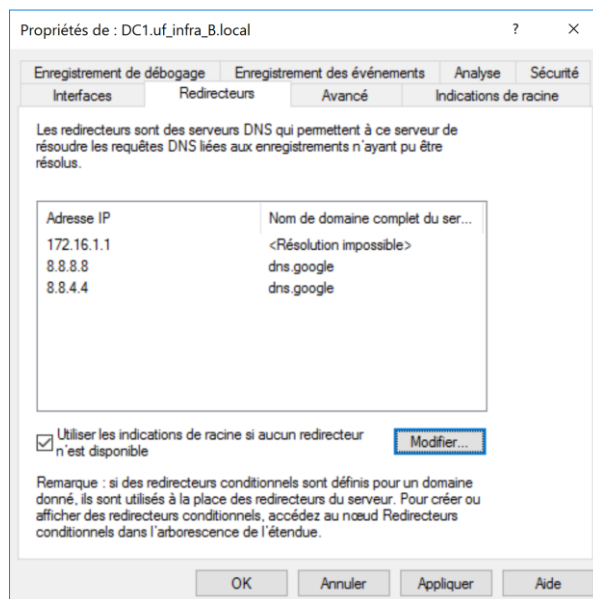 Propriétés de : DC1.uf_infra_B.local
?
×
Enregistrement de débogage Enregistrement des événements Analyse Sécurité
Interfaces Redirecteurs Avancé Indications de racine
Les redirecteurs sont des serveurs DNS qui permettent à ce serveur de
résoudre les requêtes DNS liées aux enregistrements n'ayant pu être
résolus.
Adresse IP Nom de domaine complet du ser...
172.16.1.1 <Résolution impossible>
8.8.8.8 dns.google
8.8.4.4 dns.google
Utiliser les indications de racine si aucun redirecteur
n'est disponible
Modifier...
Remarque : si des redirecteurs conditionnels sont définis pour un domaine
donné, ils sont utilisés à la place des redirecteurs du serveur. Pour créer ou
afficher des redirecteurs conditionnels, accédez au nœud Redirecteurs
conditionnels dans l'arborescence de l'étendue.
OK Annuler Appliquer Aide